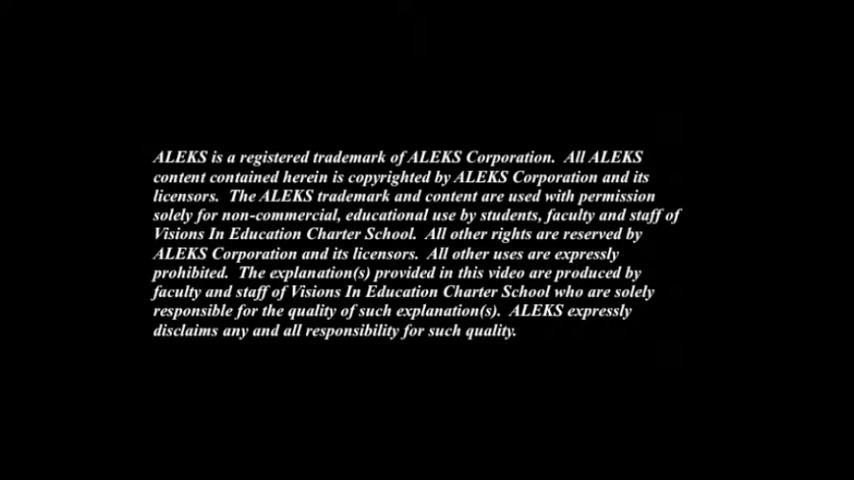 ALEKS is a registered trademark of ALEKS Corporation.  All ALEKS
content contained herein is copyrighted by ALEKS Corporation and its
licensors.  The ALEKS trademark and content are used with permission
solely for non-commercial, educational use by students, faculty and staff of
Visions In Education Charter School.  All other rights are reserved by
ALEKS Corporation and its licensors.  All other uses are expressly
prohibited.  The explanation(s) provided in this video are produced by
faculty and staff of Visions In Education Charter School who are solely
responsible for the quality of such explanation(s).  ALEKS expressly
disclaims any and all responsibility for such quality.